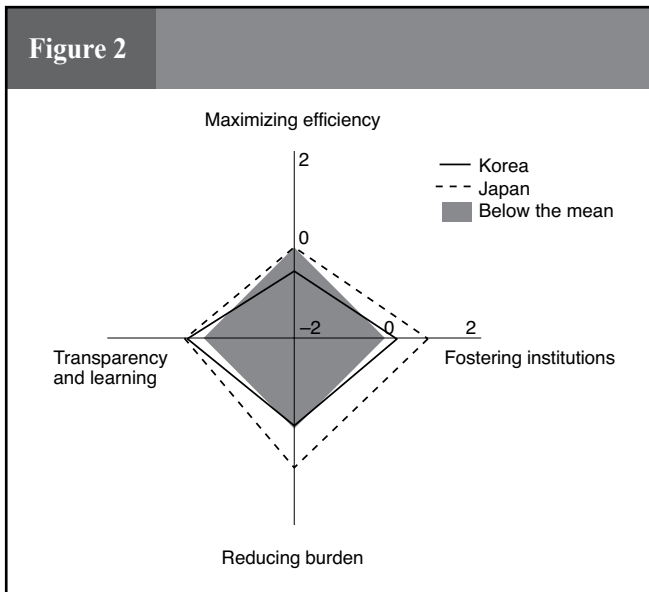 Figure 2
Maximizing efficiency
2
Korea
Japan
Below the mean
0
–2
0
2
Transparency
and learning
Fostering institutions
Reducing burden